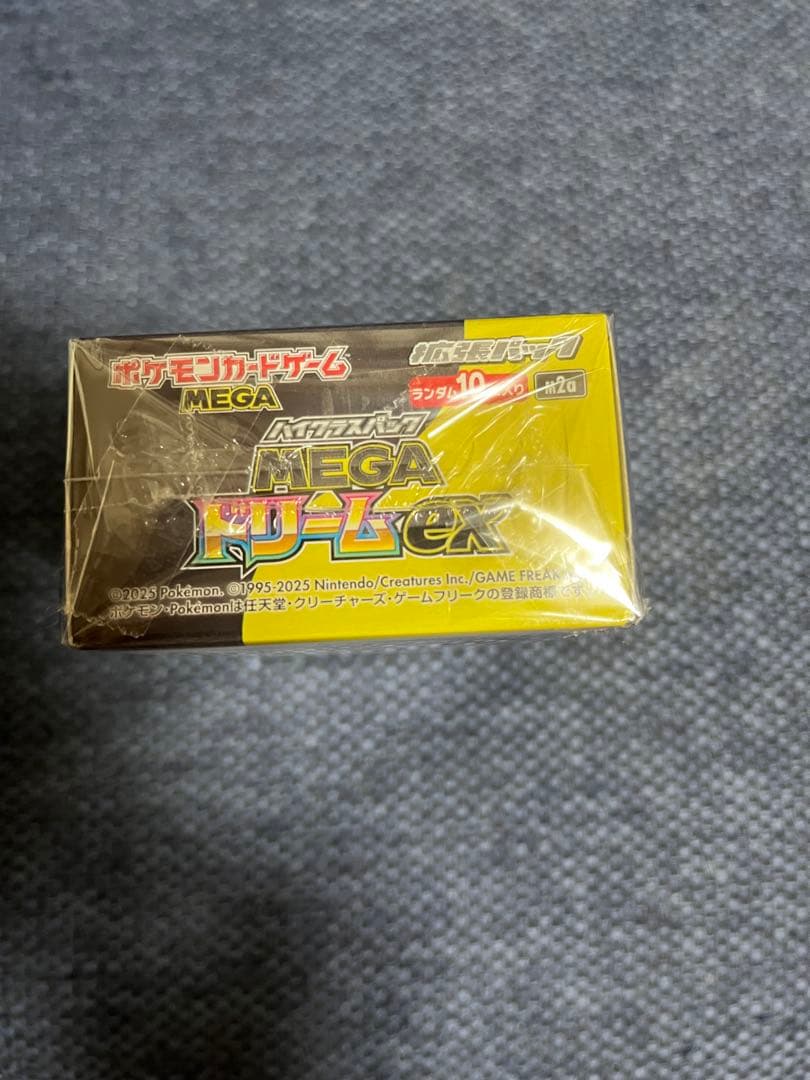 ポケモンカードゲーム
MEGA
拡張パック
ランダム10 入り
M2a
ハイクラスパック
MEGA
ドリームex
©2025 Pokémon. ©1995-2025 Nintendo/Creatures Inc./GAME FREAK
ポケモン・Pokémonは任天堂・クリーチャーズ・ゲームフリークの登録商標です